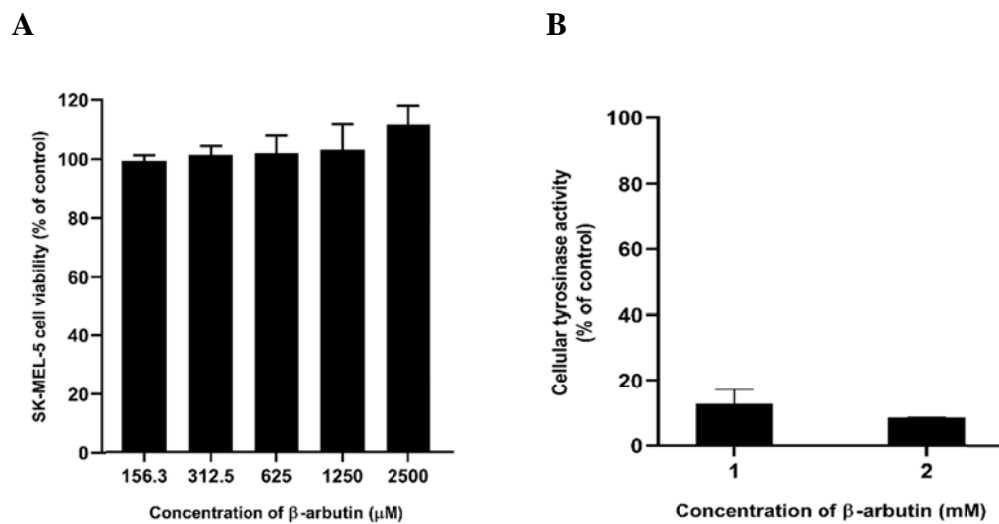 A
B
SK-MEL-5 cell viability (% of control)
120
100
80
60
40
20
0
156.3 312.5 625 1250 2500
Concentration of β-arbutin (μM)
Cellular tyrosinase activity
(% of control)
100
80
60
40
20
0
1 2
Concentration of β-arbutin (mM)